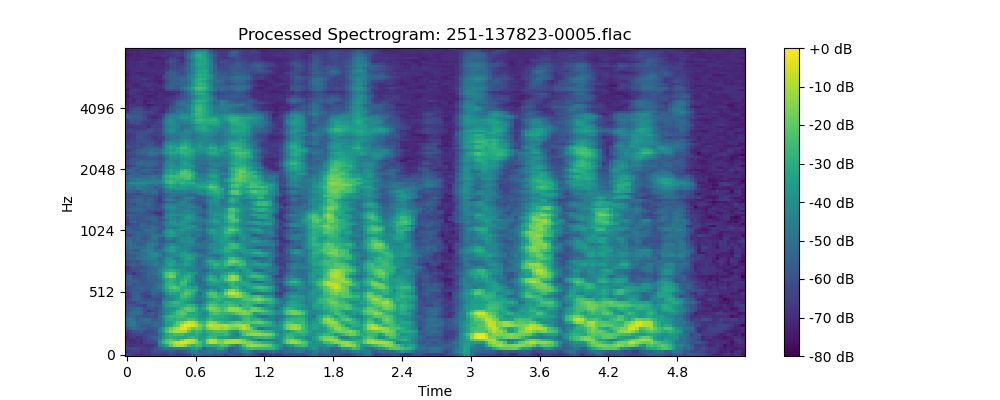 Processed Spectrogram: 251-137823-0005.flac
Hz
4096
2048
1024
512
0
0 0.6 1.2 1.8 2.4 3 3.6 4.2 4.8
Time
+0 dB
-10 dB
-20 dB
-30 dB
-40 dB
-50 dB
-60 dB
-70 dB
-80 dB